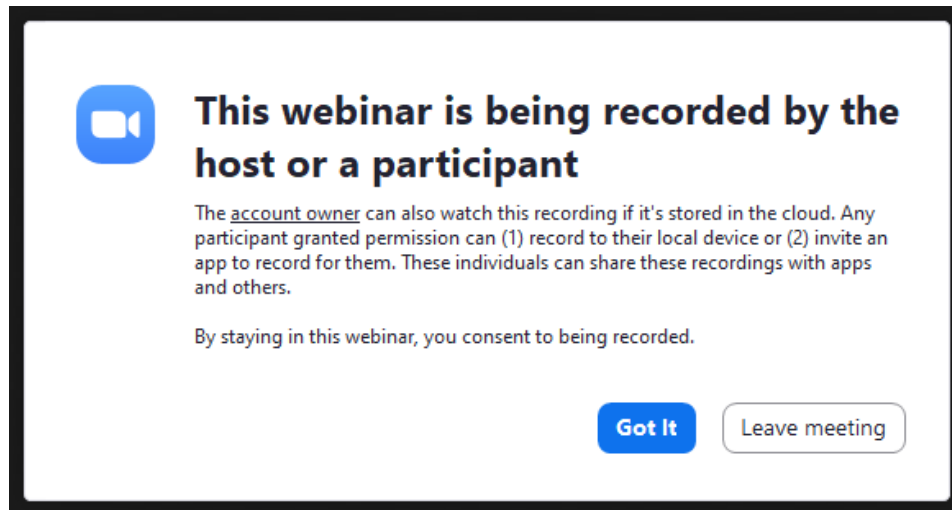 This webinar is being recorded by the
host or a participant
The account owner can also watch this recording if it's stored in the cloud. Any
participant granted permission can (1) record to their local device or (2) invite an
app to record for them. These individuals can share these recordings with apps
and others.
By staying in this webinar, you consent to being recorded.
Got It
Leave meeting